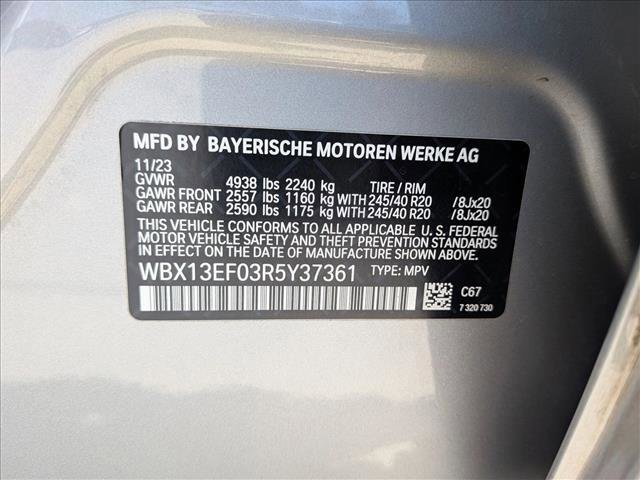 MFD BY BAYERISCHE MOTOREN WERKE AG
11/23
GVWR 4938 lbs 2240 kg TIRE / RIM
GAWR FRONT 2557 lbs 1160 kg WITH 245/40 R20 /8Jx20
GAWR REAR 2590 lbs 1175 kg WITH 245/40 R20 /8Jx20
THIS VEHICLE CONFORMS TO ALL APPLICABLE U. S. FEDERAL
MOTOR VEHICLE SAFETY AND THEFT PREVENTION STANDARDS
IN EFFECT ON THE DATE OF MANUFACTURE SHOWN ABOVE.
WBX13EF03R5Y37361 TYPE: MPV
C67
7 320 730